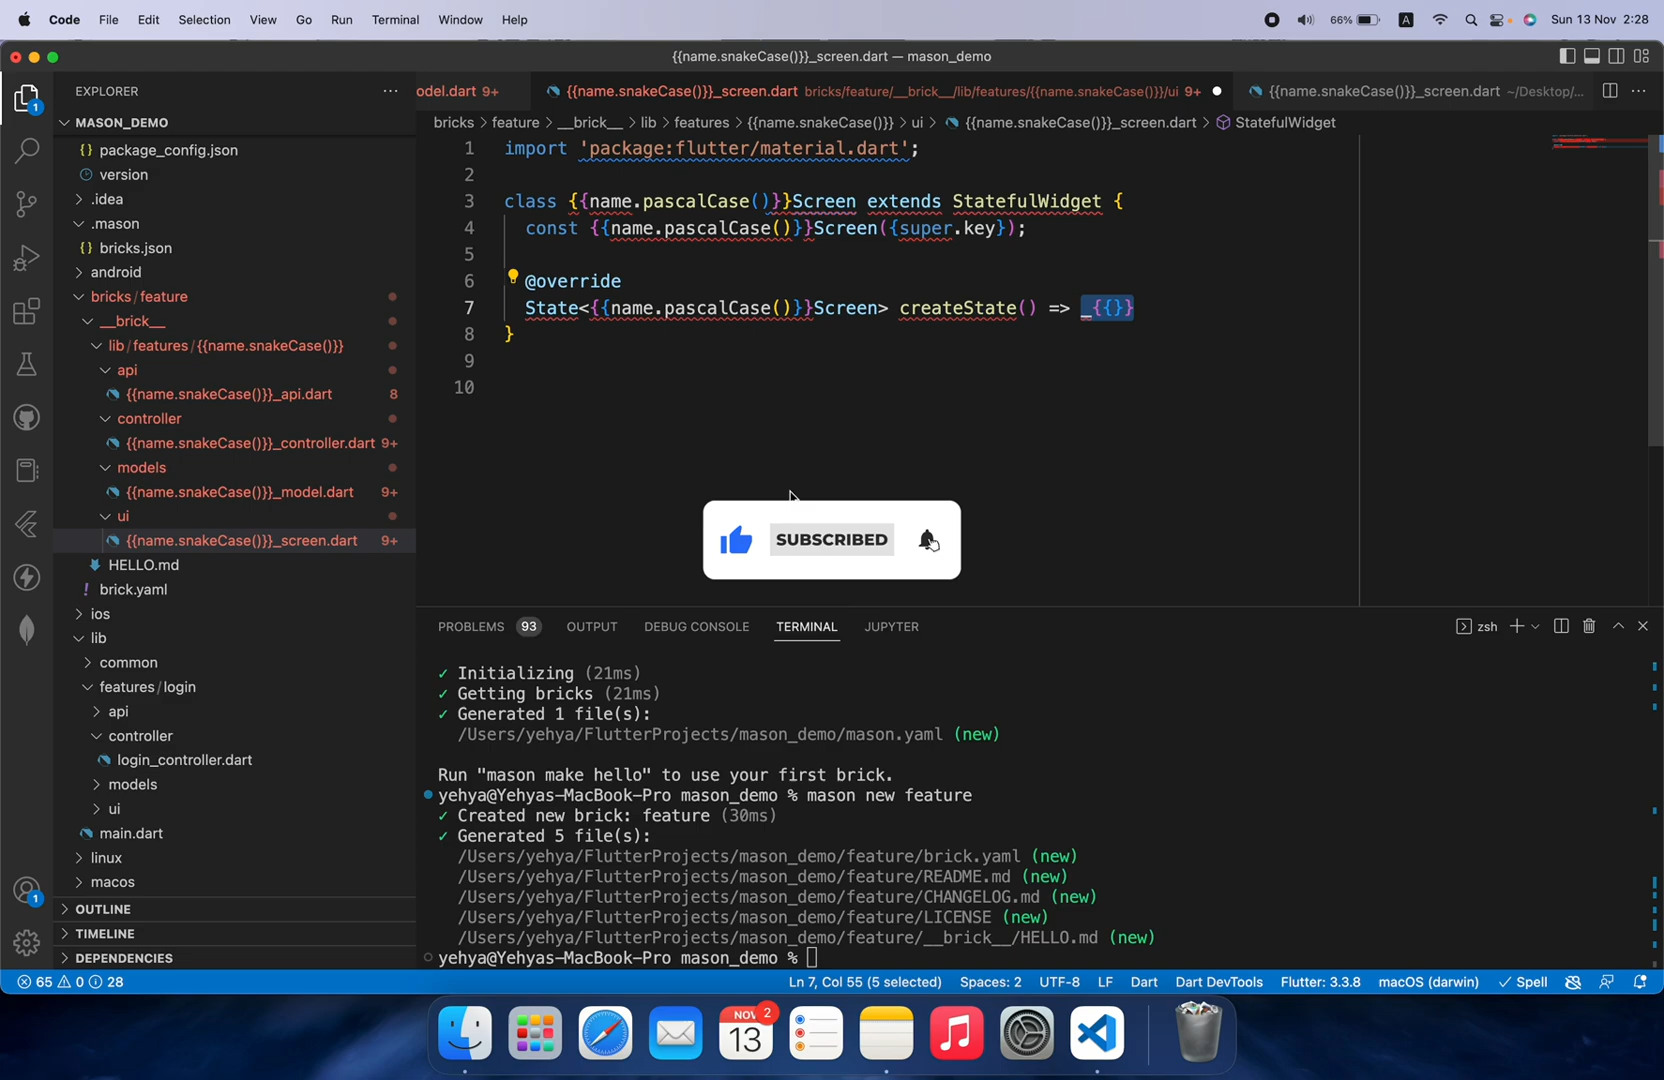 Code File Edit Selection View Go Run Terminal Window Help 66% A Sun 13 Nov 2:28
{{name.snakeCase()}}_screen.dart — mason_demo
EXPLORER
odel.dart 9+ {{name.snakeCase()}}_screen.dart bricks/feature/__brick__/lib/features/{{name.snakeCase()}}/ui 9+ {{name.snakeCase()}}_screen.dart ~/Desktop/...
bricks > feature > __brick__ > lib > features > {{name.snakeCase()}} > ui > {{name.snakeCase()}}_screen.dart > StatefulWidget
1
MASON_DEMO
{} package_config.json
version
.idea
.mason
{} bricks.json
android
bricks / feature
__brick__
lib / features / {{name.snakeCase()}}
api
{{name.snakeCase()}}_api.dart 8
controller
{{name.snakeCase()}}_controller.dart 9+
models
{{name.snakeCase()}}_model.dart 9+
ui
{{name.snakeCase()}}_screen.dart 9+
HELLO.md
! brick.yaml
ios
lib
common
features / login
api
controller
login_controller.dart
models
ui
main.dart
linux
macos
1
OUTLINE
TIMELINE
DEPENDENCIES
1 import 'package:flutter/material.dart';
2
3 class {{name.pascalCase()}}Screen extends StatefulWidget {
4 const {{name.pascalCase()}}Screen({super.key});
5
6 @override
7 State<{{name.pascalCase()}}Screen> createState() => _{{}}
8 }
9
10
SUBSCRIBED
PROBLEMS 93 OUTPUT DEBUG CONSOLE TERMINAL JUPYTER zsh
✓ Initializing (21ms)
✓ Getting bricks (21ms)
✓ Generated 1 file(s):
/Users/yehya/FlutterProjects/mason_demo/mason.yaml (new)
Run "mason make hello" to use your first brick.
yehya@Yehyas-MacBook-Pro mason_demo % mason new feature
✓ Created new brick: feature (30ms)
✓ Generated 5 file(s):
/Users/yehya/FlutterProjects/mason_demo/feature/brick.yaml (new)
/Users/yehya/FlutterProjects/mason_demo/feature/README.md (new)
/Users/yehya/FlutterProjects/mason_demo/feature/CHANGELOG.md (new)
/Users/yehya/FlutterProjects/mason_demo/feature/LICENSE (new)
/Users/yehya/FlutterProjects/mason_demo/feature/__brick__/HELLO.md (new)
yehya@Yehyas-MacBook-Pro mason_demo %
65 0 28 Ln 7, Col 55 (5 selected) Spaces: 2 UTF-8 LF Dart Dart DevTools Flutter: 3.3.8 macOS (darwin) ✓ Spell
NOV 2
13